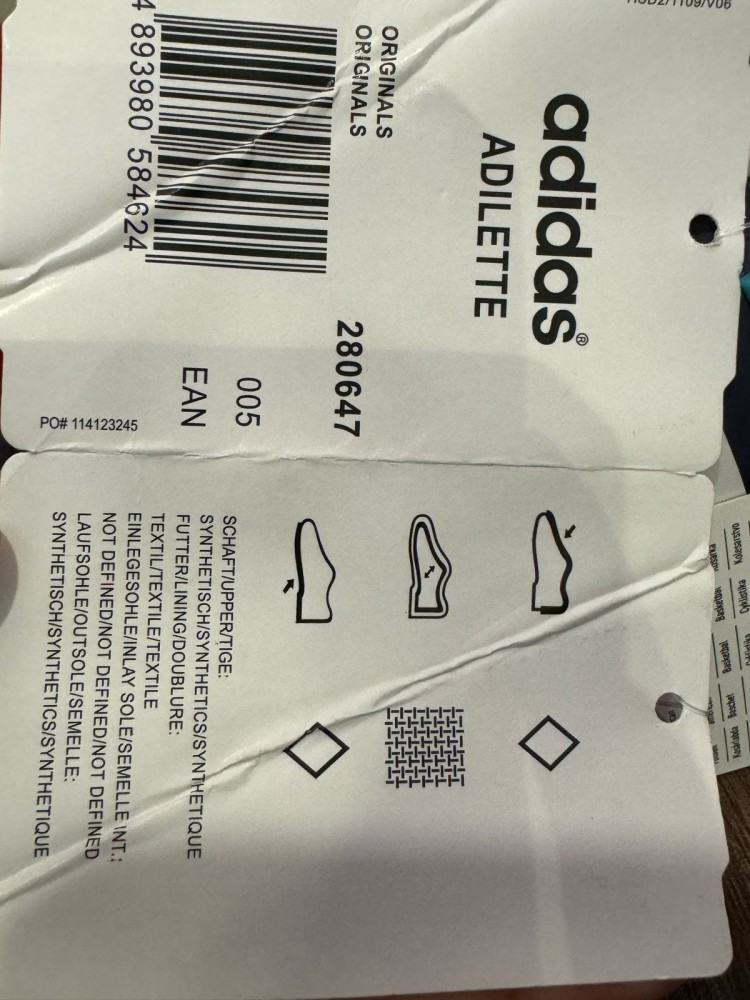 adidas®
ADILETTE
ORIGINALS
ORIGINALS
280647
4 893980 584624
005
EAN
PO# 114123245
SCHAFT/UPPER/TIGE:
SYNTHETISCH/SYNTHETICS/SYNTHETIQUE
FUTTER/LINING/DOUBLURE:
TEXTIL/TEXTILE/TEXTILE
EINLEGESOHLE/INLAY SOLE/SEMELLE INT.:
NOT DEFINED/NOT DEFINED/NOT DEFINED
LAUFSOHLE/OUTSOLE/SEMELLE:
SYNTHETISCH/SYNTHETICS/SYNTHETIQUE
Kolesarstvo
Basketbal